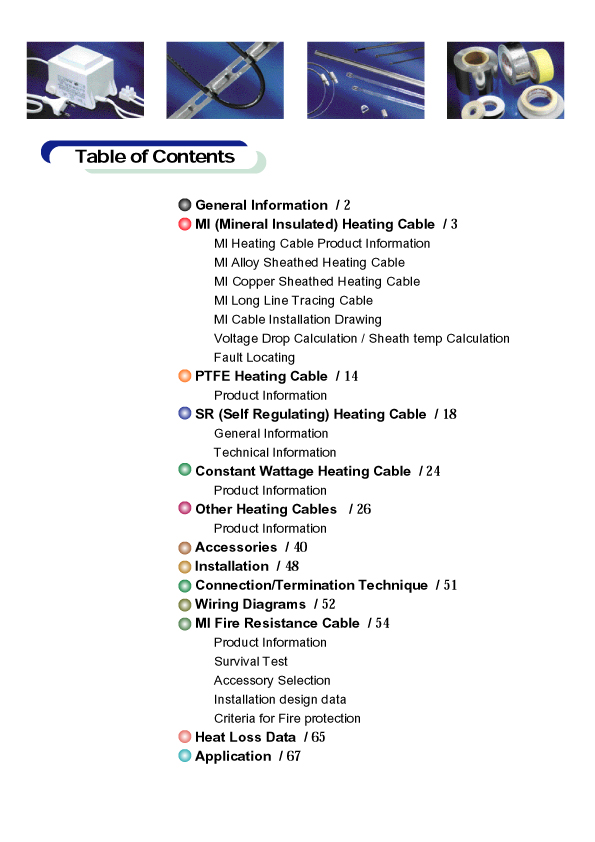 Table of Contents
General Information / 2
MI (Mineral Insulated) Heating Cable / 3
MI Heating Cable Product Information
MI Alloy Sheathed Heating Cable
MI Copper Sheathed Heating Cable
MI Long Line Tracing Cable
MI Cable Installation Drawing
Voltage Drop Calculation / Sheath temp Calculation
Fault Locating
PTFE Heating Cable / 14
Product Information
SR (Self Regulating) Heating Cable / 18
General Information
Technical Information
Constant Wattage Heating Cable / 24
Product Information
Other Heating Cables / 26
Product Information
Accessories / 40
Installation / 48
Connection/Termination Technique / 51
Wiring Diagrams / 52
MI Fire Resistance Cable / 54
Product Information
Survival Test
Accessory Selection
Installation design data
Criteria for Fire protection
Heat Loss Data / 65
Application / 67